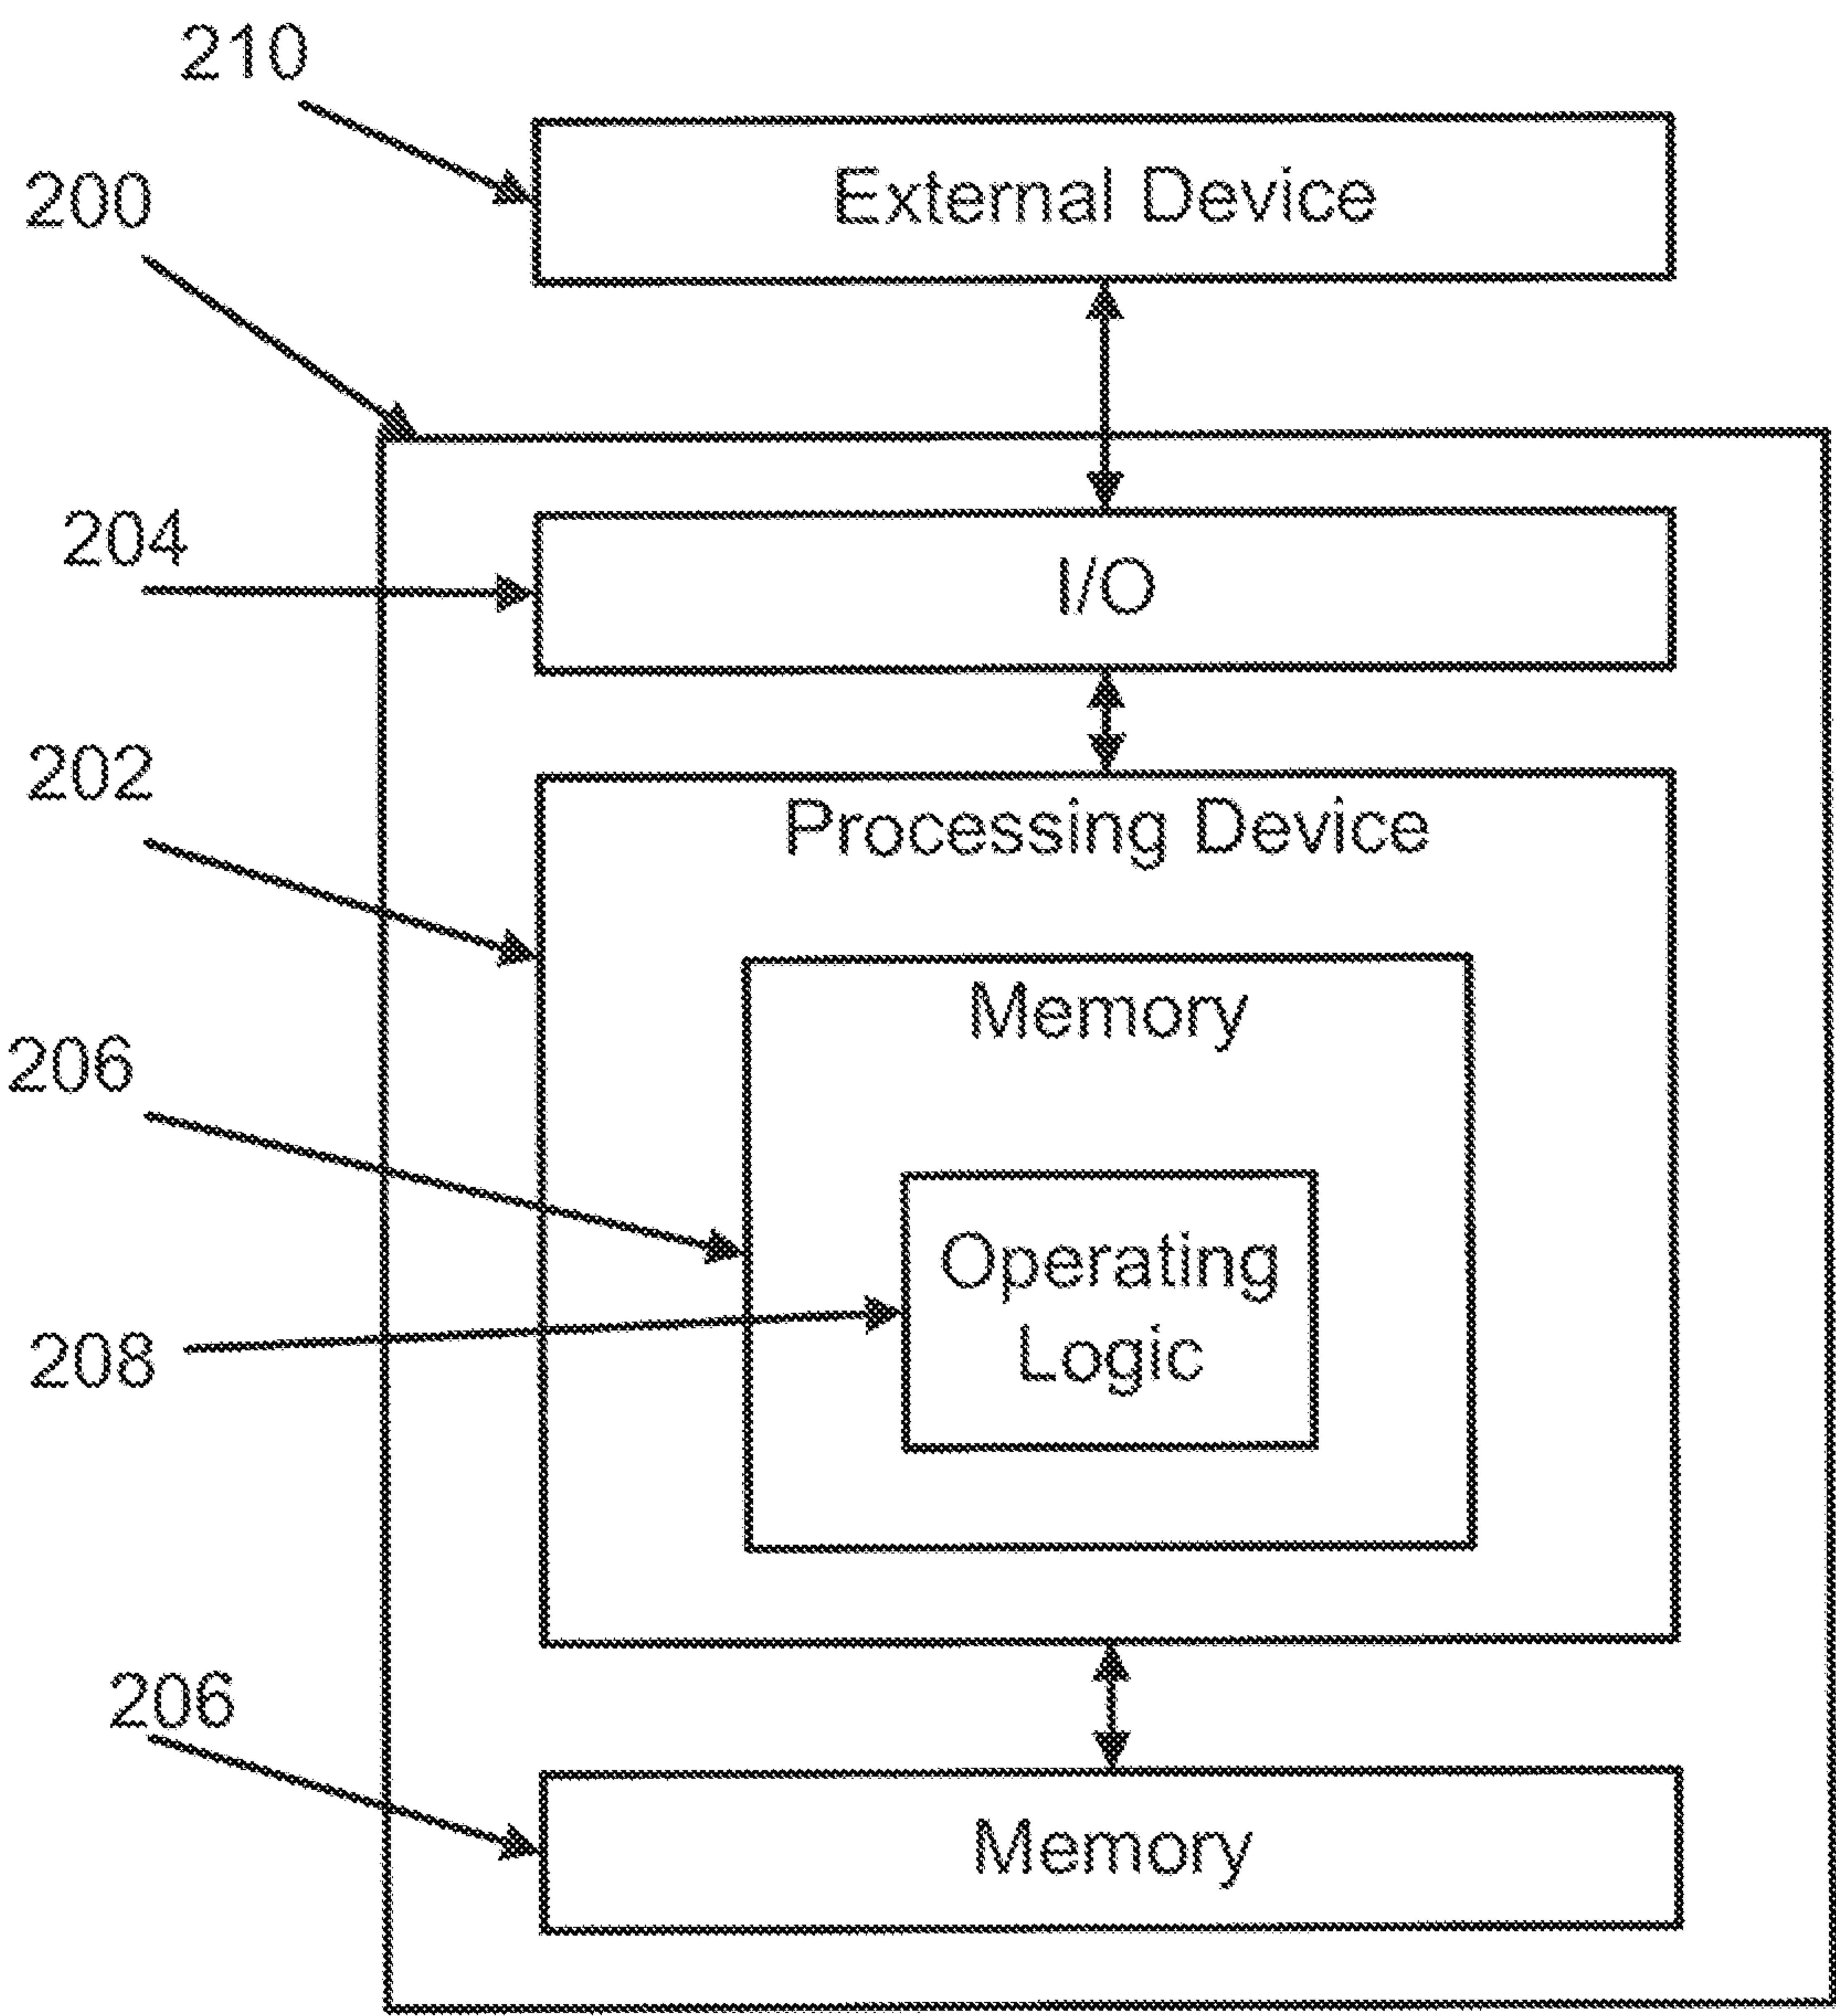 210
External Device
200
204
I/O
202
Processing Device
Memory
206
Operating
Logic
208
206
Memory